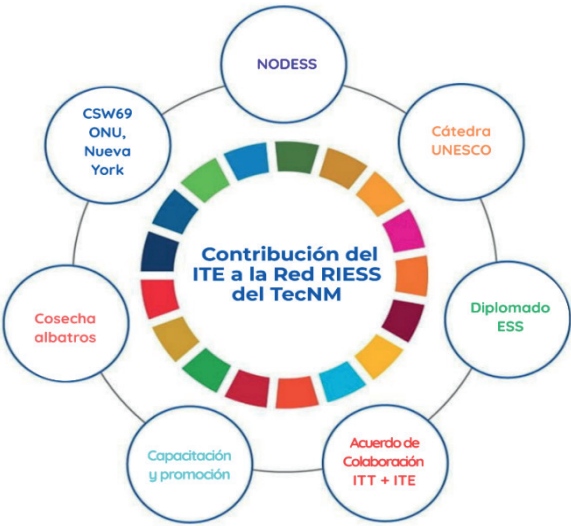 NODESS
Cátedra
UNESCO
Diplomado
ESS
Acuerdo de
Colaboración
ITT + ITE
Capacitación
y promoción
Cosecha
albatros
CSW69
ONU,
Nueva
York
Contribución del
ITE a la Red RIESS
del TecNM